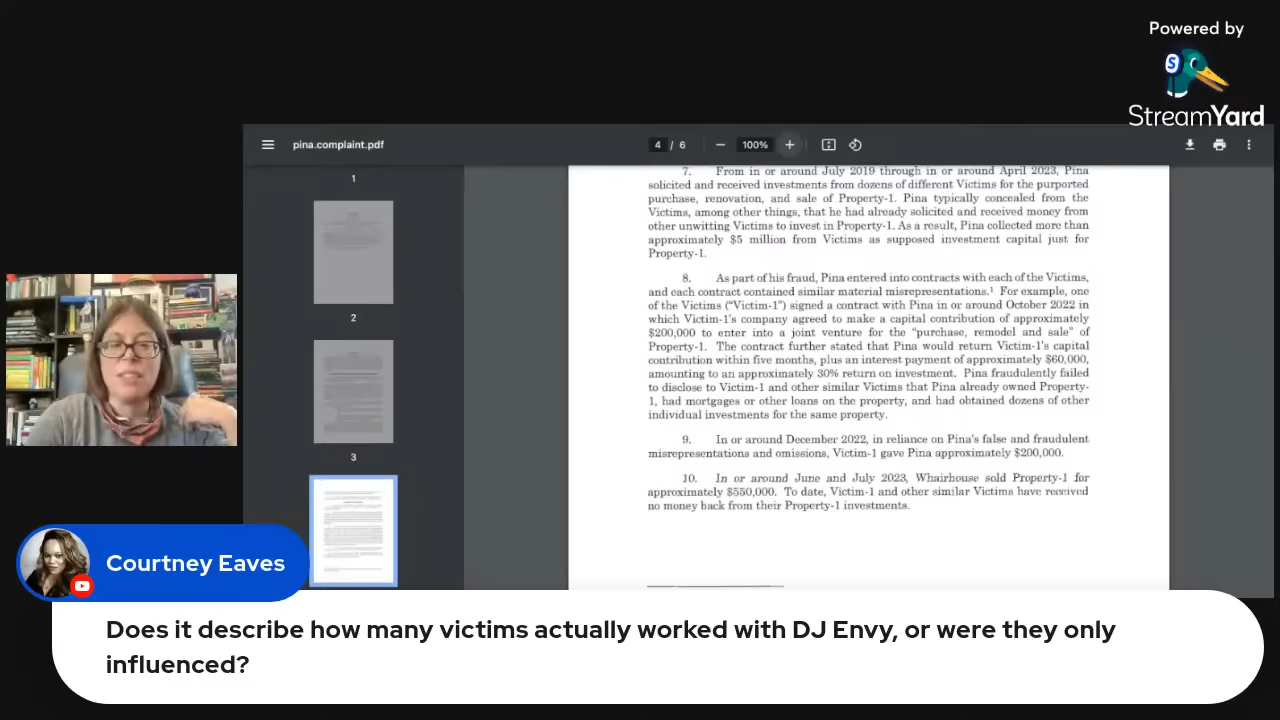 Powered by
S
StreamYard
pina.complaint.pdf
4 / 6
100%
1
2
3
7. From in or around July 2019 through in or around April 2023, Pina
solicited and received investments from dozens of different Victims for the purported
purchase, renovation, and sale of Property-1. Pina typically concealed from the
Victims, among other things, that he had already solicited and received money from
other unwitting Victims to invest in Property-1. As a result, Pina collected more than
approximately $5 million from Victims as supposed investment capital just for
Property-1.
8. As part of his fraud, Pina entered into contracts with each of the Victims,
and each contract contained similar material misrepresentations.¹ For example, one
of the Victims (“Victim-1”) signed a contract with Pina in or around October 2022 in
which Victim-1’s company agreed to make a capital contribution of approximately
$200,000 to enter into a joint venture for the “purchase, remodel and sale” of
Property-1. The contract further stated that Pina would return Victim-1’s capital
contribution within five months, plus an interest payment of approximately $60,000,
amounting to an approximately 30% return on investment. Pina fraudulently failed
to disclose to Victim-1 and other similar Victims that Pina already owned Property-
1, had mortgages or other loans on the property, and had obtained dozens of other
individual investments for the same property.
9. In or around December 2022, in reliance on Pina’s false and fraudulent
misrepresentations and omissions, Victim-1 gave Pina approximately $200,000.
10. In or around June and July 2023, Whairhouse sold Property-1 for
approximately $550,000. To date, Victim-1 and other similar Victims have received
no money back from their Property-1 investments.
Courtney Eaves
Does it describe how many victims actually worked with DJ Envy, or were they only
influenced?